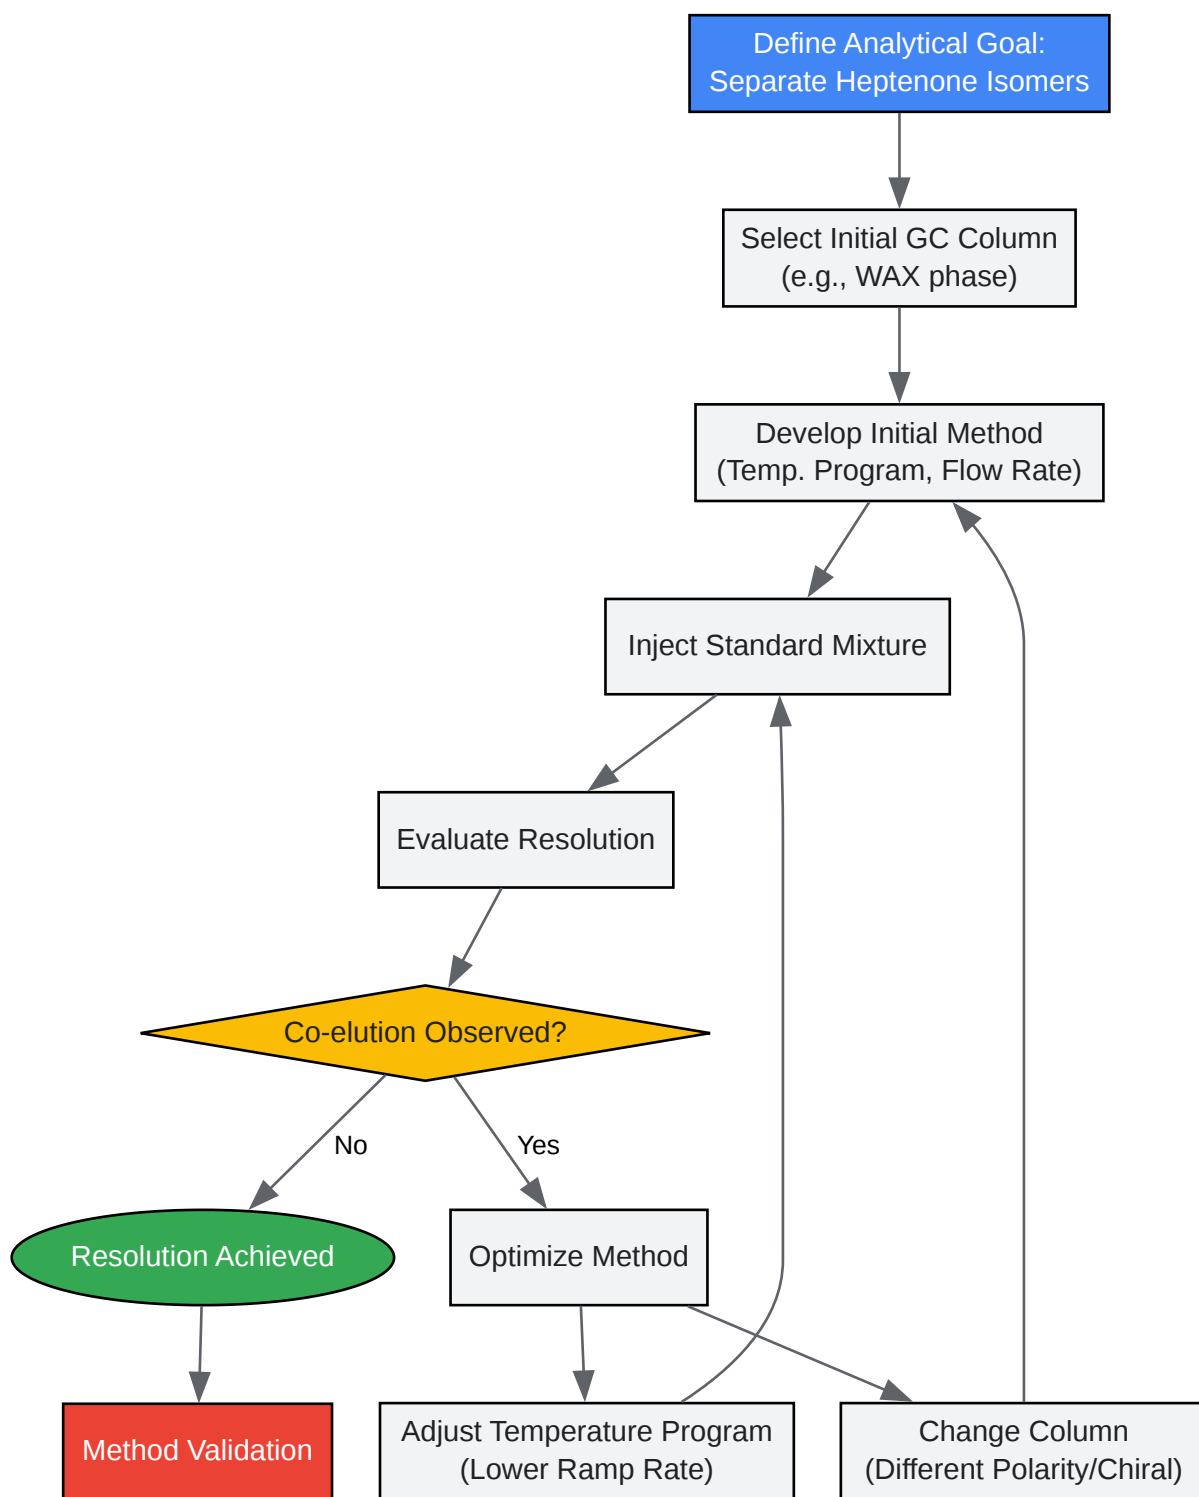 Define Analytical Goal:
Separate Heptenone Isomers
Select Initial GC Column
(e.g., WAX phase)
Develop Initial Method
(Temp. Program, Flow Rate)
Inject Standard Mixture
Evaluate Resolution
Co-elution Observed?
No
Yes
Resolution Achieved
Optimize Method
Method Validation
Adjust Temperature Program
(Lower Ramp Rate)
Change Column
(Different Polarity/Chiral)